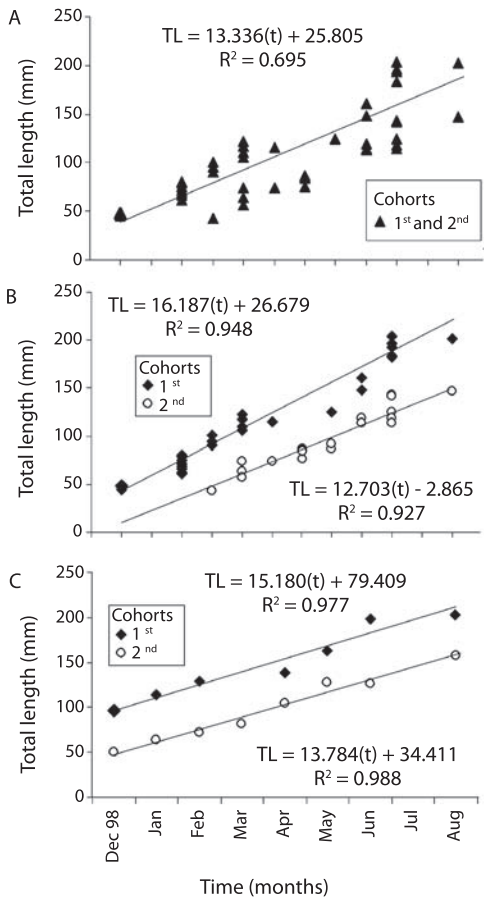 A
TL = 13.336(t) + 25.805
R² = 0.695
Total length (mm)
250
200
150
100
50
0
Cohorts
1st and 2nd
B
TL = 16.187(t) + 26.679
R² = 0.948
Total length (mm)
250
200
150
100
50
0
Cohorts
1st
2nd
TL = 12.703(t) - 2.865
R² = 0.927
C
TL = 15.180(t) + 79.409
R² = 0.977
Total length (mm)
250
200
150
100
50
0
Cohorts
1st
2nd
TL = 13.784(t) + 34.411
R² = 0.988
Dec 98 Jan Feb Mar Apr May Jun Jul Aug
Time (months)